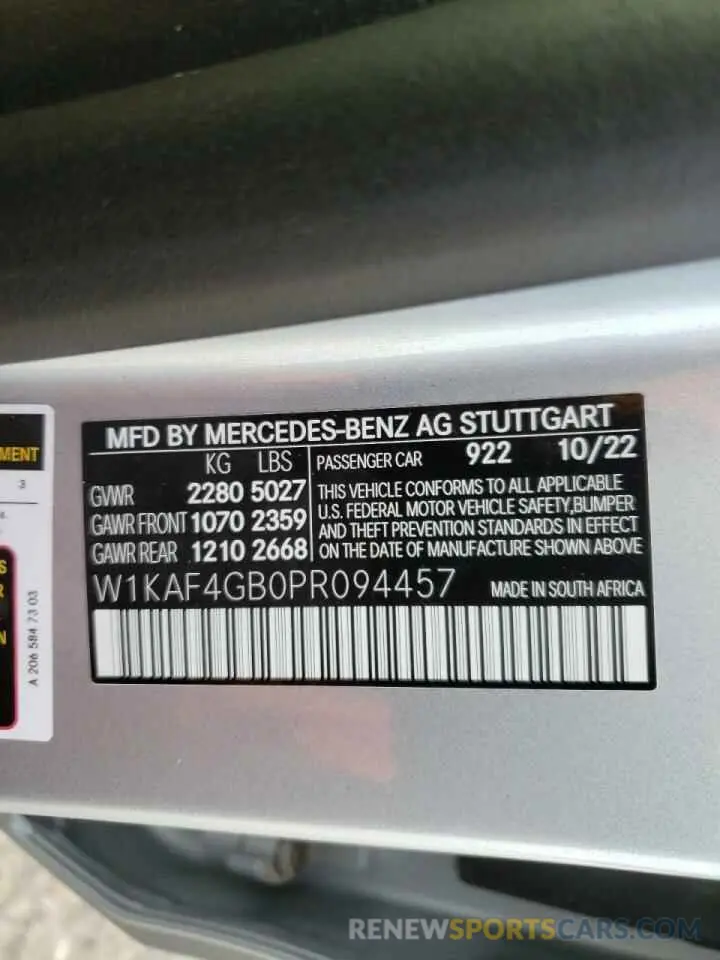 MFD BY MERCEDES-BENZ AG STUTTGART
KG LBS
GVWR 2280 5027
GAWR FRONT 1070 2359
GAWR REAR 1210 2668
PASSENGER CAR 922 10/22
THIS VEHICLE CONFORMS TO ALL APPLICABLE
U.S. FEDERAL MOTOR VEHICLE SAFETY,BUMPER
AND THEFT PREVENTION STANDARDS IN EFFECT
ON THE DATE OF MANUFACTURE SHOWN ABOVE
W1KAF4GB0PR094457 MADE IN SOUTH AFRICA
MENT
3
S
OR
N
A 206 584 73 03
RENEWSPORTSCARS.COM